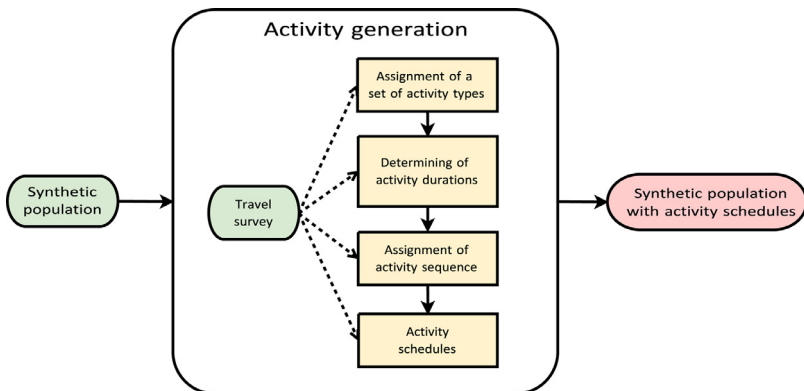 Activity generation
Synthetic
population
Travel
survey
Assignment of a
set of activity types
Determining of
activity durations
Assignment of
activity sequence
Activity
schedules
Synthetic population
with activity schedules